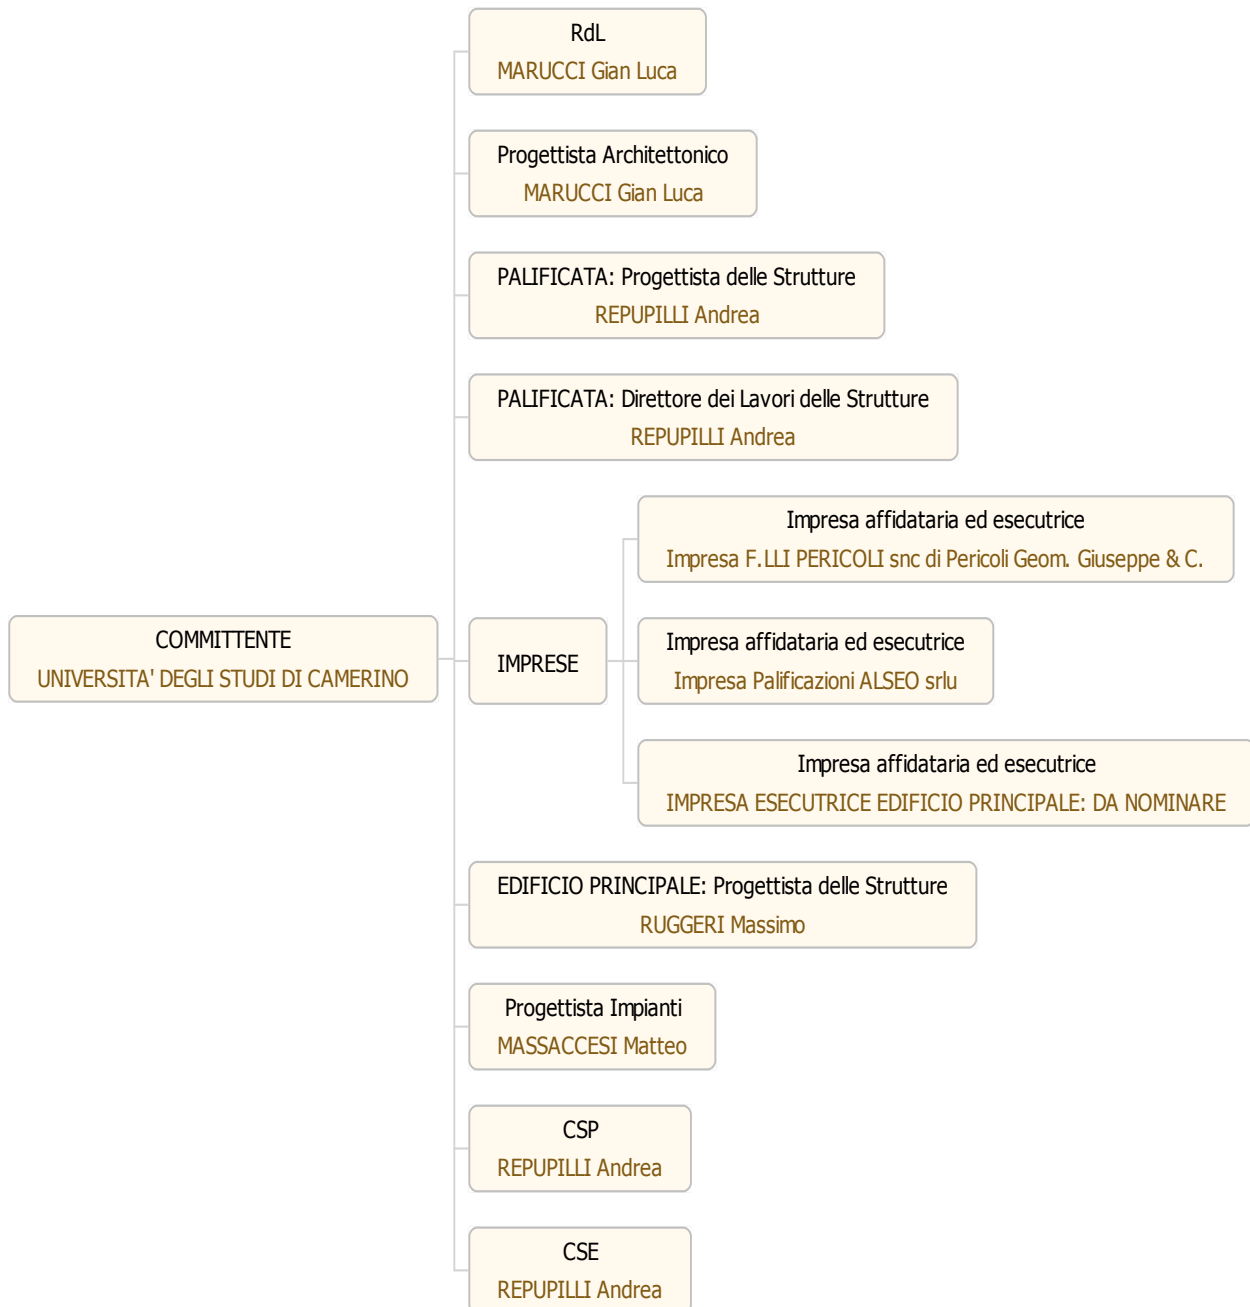 RdL
MARUCCI Gian Luca
Progettista Architettonico
MARUCCI Gian Luca
PALIFICATA: Progettista delle Strutture
REPUPILLI Andrea
PALIFICATA: Direttore dei Lavori delle Strutture
REPUPILLI Andrea
COMMITTENTE
UNIVERSITA' DEGLI STUDI DI CAMERINO
IMPRESE
Impresa affidataria ed esecutrice
Impresa F.LLI PERICOLI snc di Pericoli Geom. Giuseppe & C.
Impresa affidataria ed esecutrice
Impresa Palificazioni ALSEO srlu
Impresa affidataria ed esecutrice
IMPRESA ESECUTRICE EDIFICIO PRINCIPALE: DA NOMINARE
EDIFICIO PRINCIPALE: Progettista delle Strutture
RUGGERI Massimo
Progettista Impianti
MASSACCESI Matteo
CSP
REPUPILLI Andrea
CSE
REPUPILLI Andrea